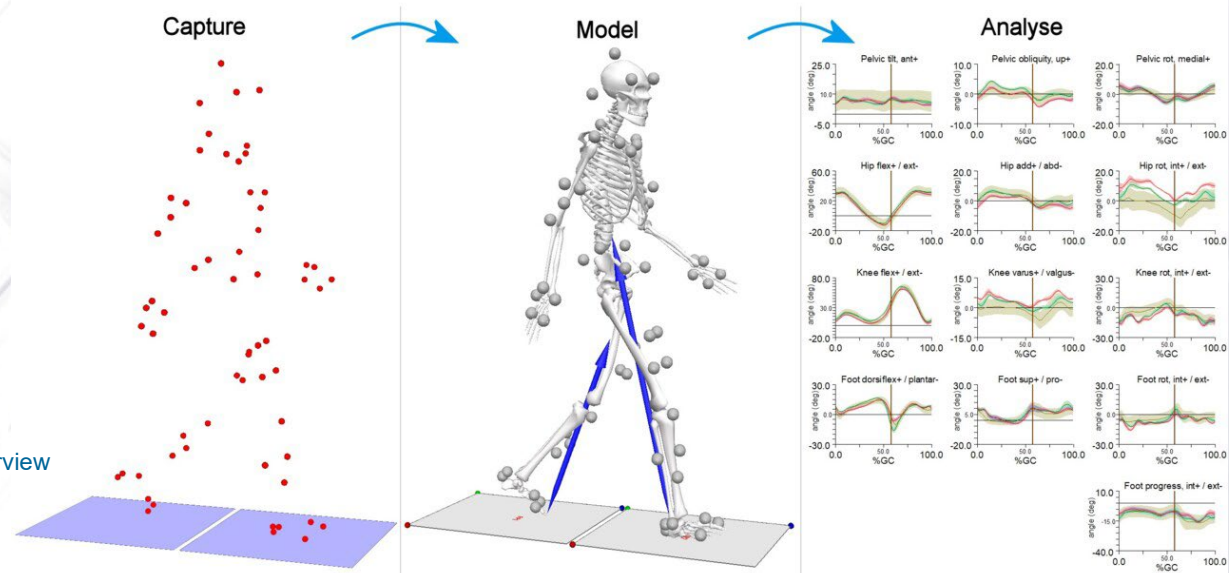 Capture
Model
Analyse
Pelvic tilt, ant+
25.0
10.0
-5.0
angle (deg)
0.0 50.0 100.0
%GC
Pelvic obliquity, up+
10.0
0.0
-10.0
angle (deg)
0.0 50.0 100.0
%GC
Pelvic rot, medial+
20.0
0.0
20.0
angle (deg)
0.0 50.0 100.0
%GC
Hip flex+ / ext-
60.0
20.0
-20.0
angle (deg)
0.0 50.0 100.0
%GC
Hip add+ / abd-
20.0
0.0
-20.0
angle (deg)
0.0 50.0 100.0
%GC
Hip rot, int+ / ext-
20.0
0.0
-20.0
angle (deg)
0.0 50.0 100.0
%GC
Knee flex+ / ext-
80.0
30.0
-20.0
angle (deg)
0.0 50.0 100.0
%GC
Knee varus+ / valgus-
15.0
0.0
-15.0
angle (deg)
0.0 50.0 100.0
%GC
Knee rot, int+ / ext-
30.0
0.0
-30.0
angle (deg)
0.0 50.0 100.0
%GC
Foot dorsiflex+ / plantar-
30.0
0.0
-30.0
angle (deg)
0.0 50.0 100.0
%GC
Foot sup+ / pro-
30.0
5.0
-20.0
angle (deg)
0.0 50.0 100.0
%GC
Foot rot, int+ / ext-
30.0
0.0
-30.0
angle (deg)
0.0 50.0 100.0
%GC
rview
Foot progress, int+ / ext-
10.0
-15.0
-40.0
angle (deg)
0.0 50.0 100.0
%GC